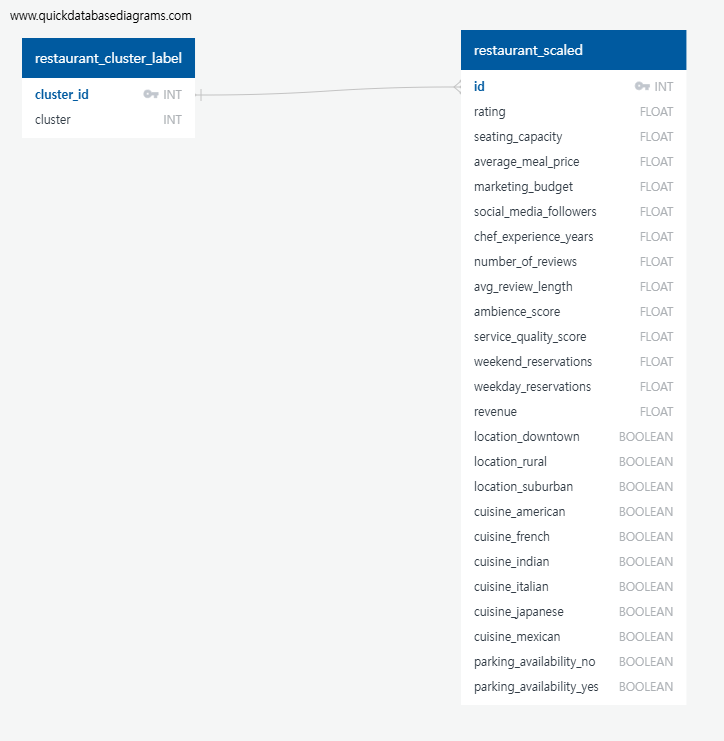 www.quickdatabasediagrams.com
restaurant_cluster_label
cluster_id INT
cluster INT
restaurant_scaled
id INT
rating FLOAT
seating_capacity FLOAT
average_meal_price FLOAT
marketing_budget FLOAT
social_media_followers FLOAT
chef_experience_years FLOAT
number_of_reviews FLOAT
avg_review_length FLOAT
ambience_score FLOAT
service_quality_score FLOAT
weekend_reservations FLOAT
weekday_reservations FLOAT
revenue FLOAT
location_downtown BOOLEAN
location_rural BOOLEAN
location_suburban BOOLEAN
cuisine_american BOOLEAN
cuisine_french BOOLEAN
cuisine_indian BOOLEAN
cuisine_italian BOOLEAN
cuisine_japanese BOOLEAN
cuisine_mexican BOOLEAN
parking_availability_no BOOLEAN
parking_availability_yes BOOLEAN